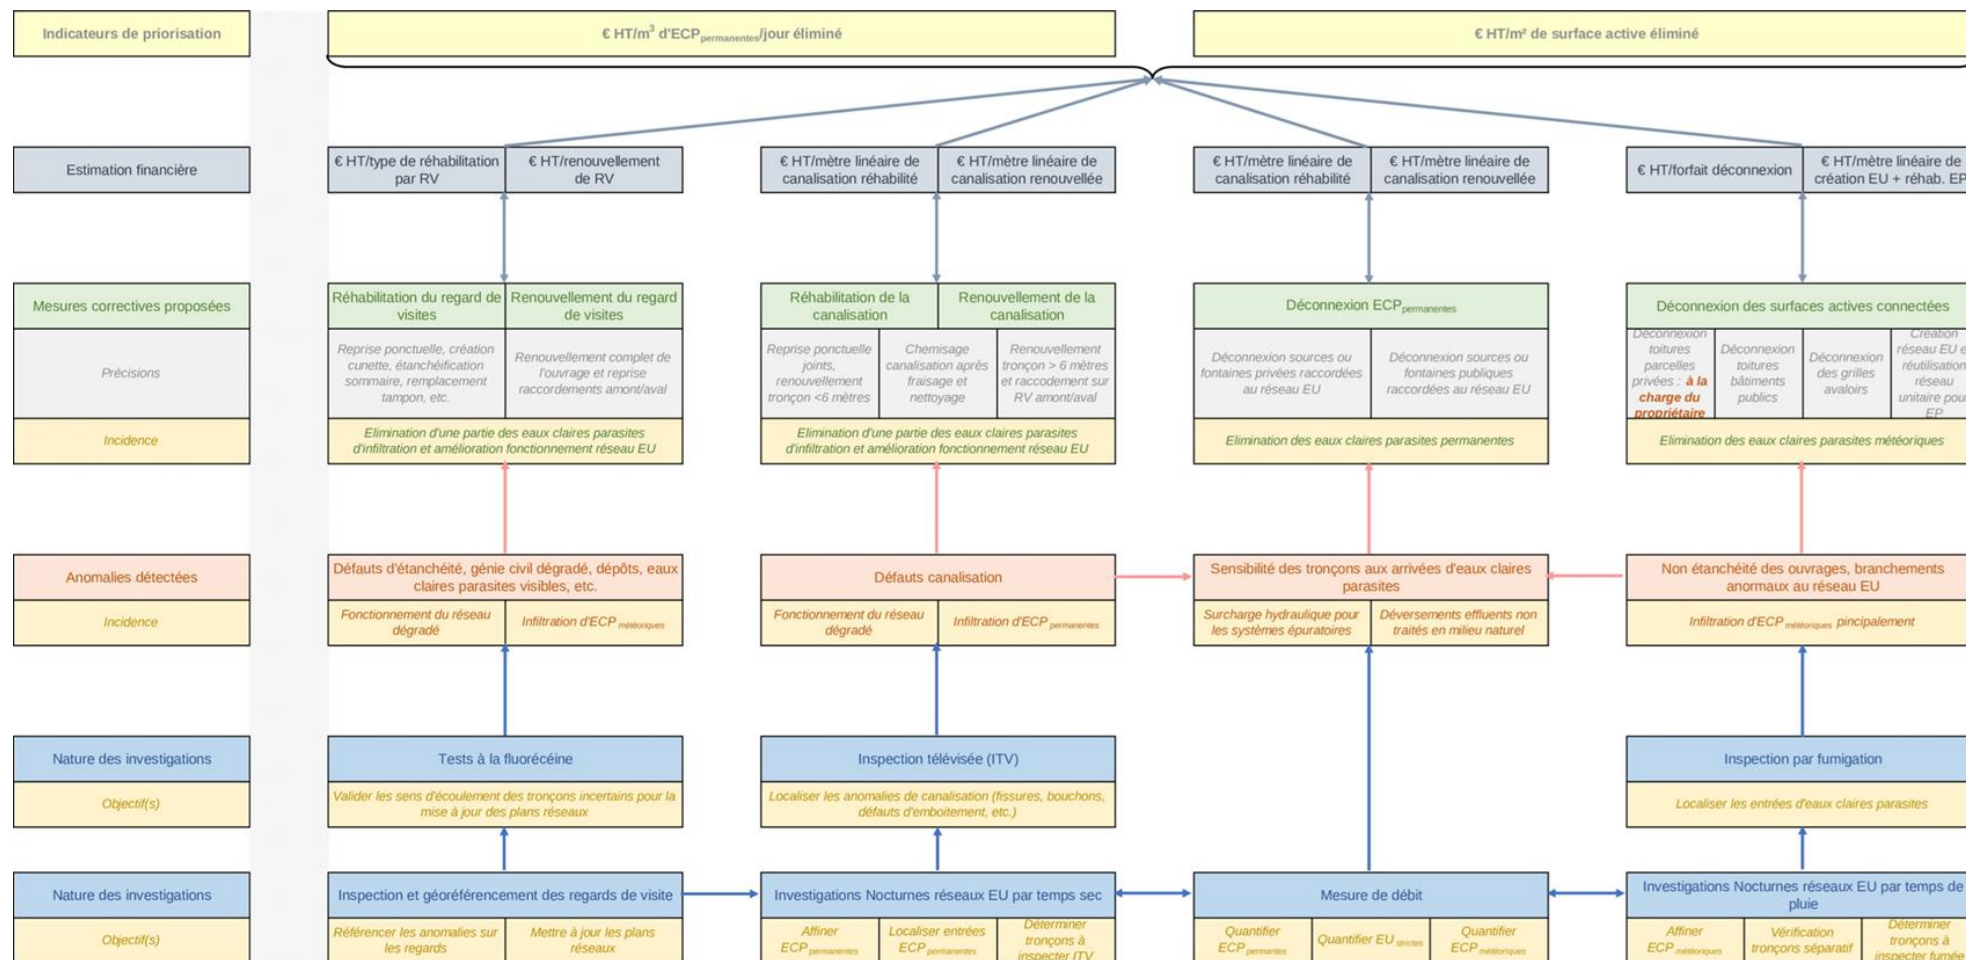 Indicateurs de priorisation
€ HT/m³ d'ECP permanentes/jour éliminé
€ HT/m² de surface active éliminé
Estimation financière
€ HT/type de réhabilitation
par RV
€ HT/renouvellement
de RV
€ HT/mètre linéaire de
canalisation réhabilité
€ HT/mètre linéaire de
canalisation renouvellée
€ HT/mètre linéaire de
canalisation réhabilité
€ HT/mètre linéaire de
canalisation renouvellée
€ HT/forfait déconnexion
€ HT/mètre linéaire de
création EU + réhab. EP
Mesures correctives proposées
Réhabilitation du regard de
visites
Renouvellement du regard
de visites
Réhabilitation de la
canalisation
Renouvellement de la
canalisation
Déconnexion ECP permanentes
Déconnexion des surfaces actives connectées
Précisions
Reprise ponctuelle, création
cunette, étanchéification
sommaire, remplacement
tampon, etc.
Renouvellement complet de
l'ouvrage et reprise
raccordements amont/aval
Reprise ponctuelle
joints,
renouvellement
tronçon <6 mètres
Chemisage
canalisation après
fraisage et
nettoyage
Renouvellement
tronçon > 6 mètres
et raccodement sur
RV amont/aval
Déconnexion sources ou
fontaines privées raccordées
au réseau EU
Déconnexion sources ou
fontaines publiques
raccordées au réseau EU
Déconnexion
toitures
parcelles
privées : à la
charge du
propriétaire
Déconnexion
toitures
bâtiments
publics
Déconnexion
des grilles
avaloirs
Création
réseau EU e
réutilisation
réseau
unitaire pou
EP
Incidence
Elimination d'une partie des eaux claires parasites
d'infiltration et amélioration fonctionnement réseau EU
Elimination d'une partie des eaux claires parasites
d'infiltration et amélioration fonctionnement réseau EU
Elimination des eaux claires parasites permanentes
Elimination des eaux claires parasites météoriques
Anomalies détectées
Défauts d'étanchéité, génie civil dégradé, dépôts, eaux
claires parasites visibles, etc.
Défauts canalisation
Sensibilité des tronçons aux arrivées d'eaux claires
parasites
Non étanchéité des ouvrages, branchements
anormaux au réseau EU
Incidence
Fonctionnement du réseau
dégradé
Infiltration d'ECP météoriques
Fonctionnement du réseau
dégradé
Infiltration d'ECP permanentes
Surcharge hydraulique pour
les systèmes épuratoires
Déversements effluents non
traités en milieu naturel
Infiltration d'ECP météoriques pincipalement
Nature des investigations
Tests à la fluorécéine
Inspection télévisée (ITV)
Inspection par fumigation
Objectif(s)
Valider les sens d'écoulement des tronçons incertains pour la
mise à jour des plans réseaux
Localiser les anomalies de canalisation (fissures, bouchons,
défauts d'emboitement, etc.)
Localiser les entrées d'eaux claires parasites
Nature des investigations
Inspection et géoréférencement des regards de visite
Investigations Nocturnes réseaux EU par temps sec
Mesure de débit
Investigations Nocturnes réseaux EU par temps de
pluie
Objectif(s)
Référencer les anomalies sur
les regards
Mettre à jour les plans
réseaux
Affiner
ECP permanentes
Localiser entrées
ECP permanentes
Déterminer
tronçons à
inspecter ITV
Quantifier
ECP permantes
Quantifier EU strictes
Quantifier
ECP météoriques
Affiner
ECP météoriques
Vérification
tronçons séparatif
Déterminer
tronçons à
inspecter fumée